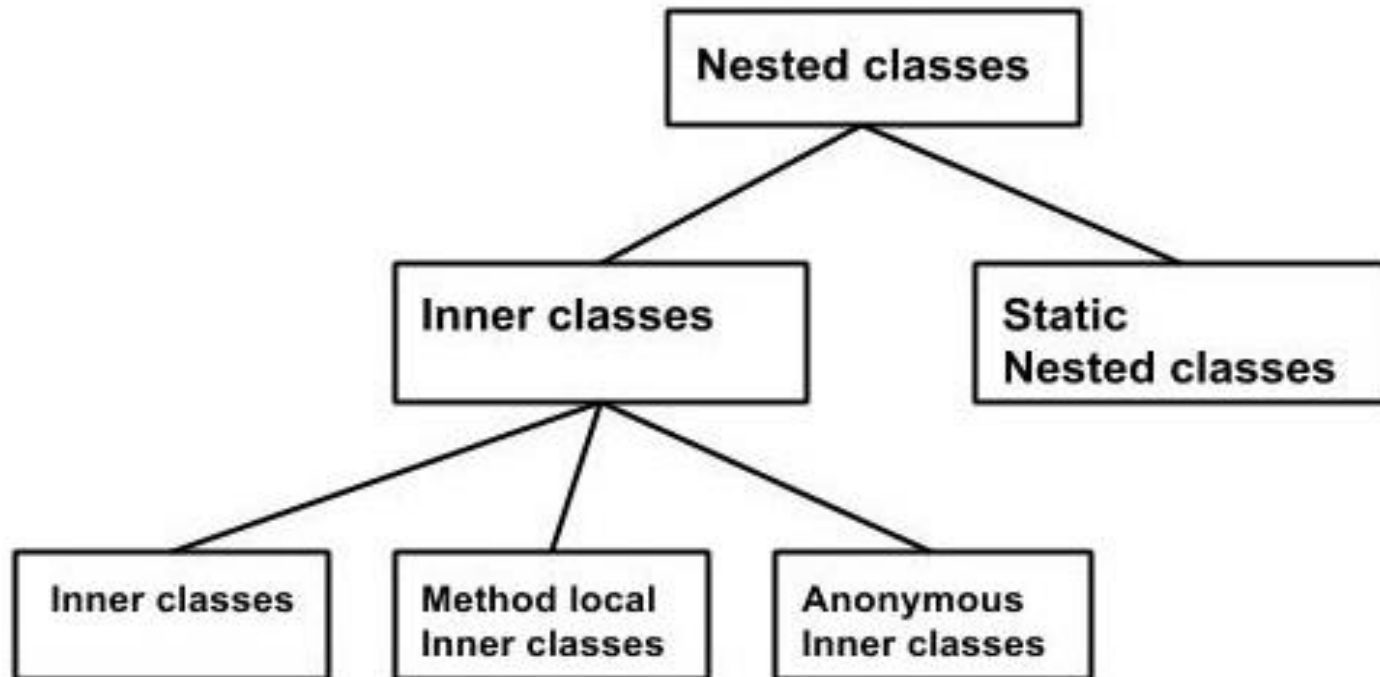 Nested classes
Inner classes
Static
Nested classes
Inner classes
Method local
Inner classes
Anonymous
Inner classes